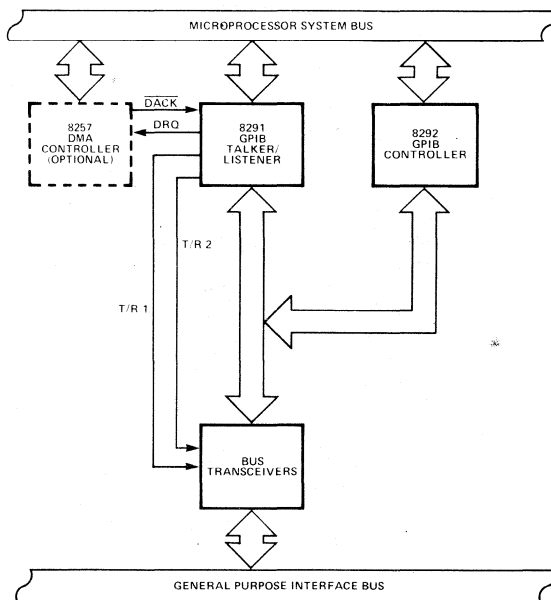 MICROPROCESSOR SYSTEM BUS
8257
DMA
CONTROLLER
(OPTIONAL)
DACK
DRQ
8291
GPIB
TALKER/
LISTENER
8292
GPIB
CONTROLLER
T/R 2
T/R 1
BUS
TRANSCEIVERS
GENERAL PURPOSE INTERFACE BUS